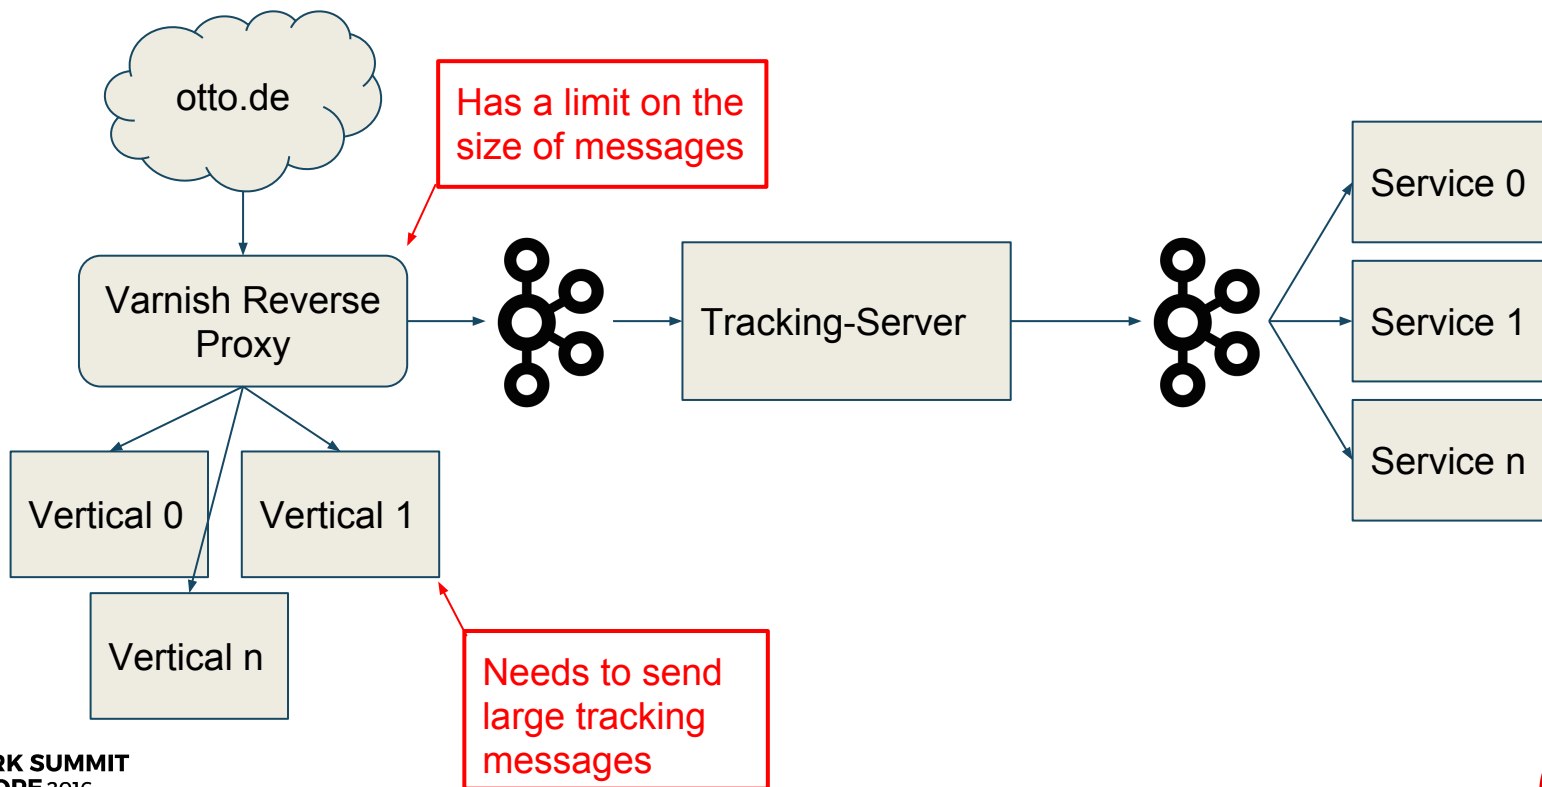 otto.de
Has a limit on the
size of messages
Varnish Reverse
Proxy
Tracking-Server
Service 0
Service 1
Service n
Vertical 0
Vertical 1
Vertical n
Needs to send
large tracking
messages
SUMMIT
2016